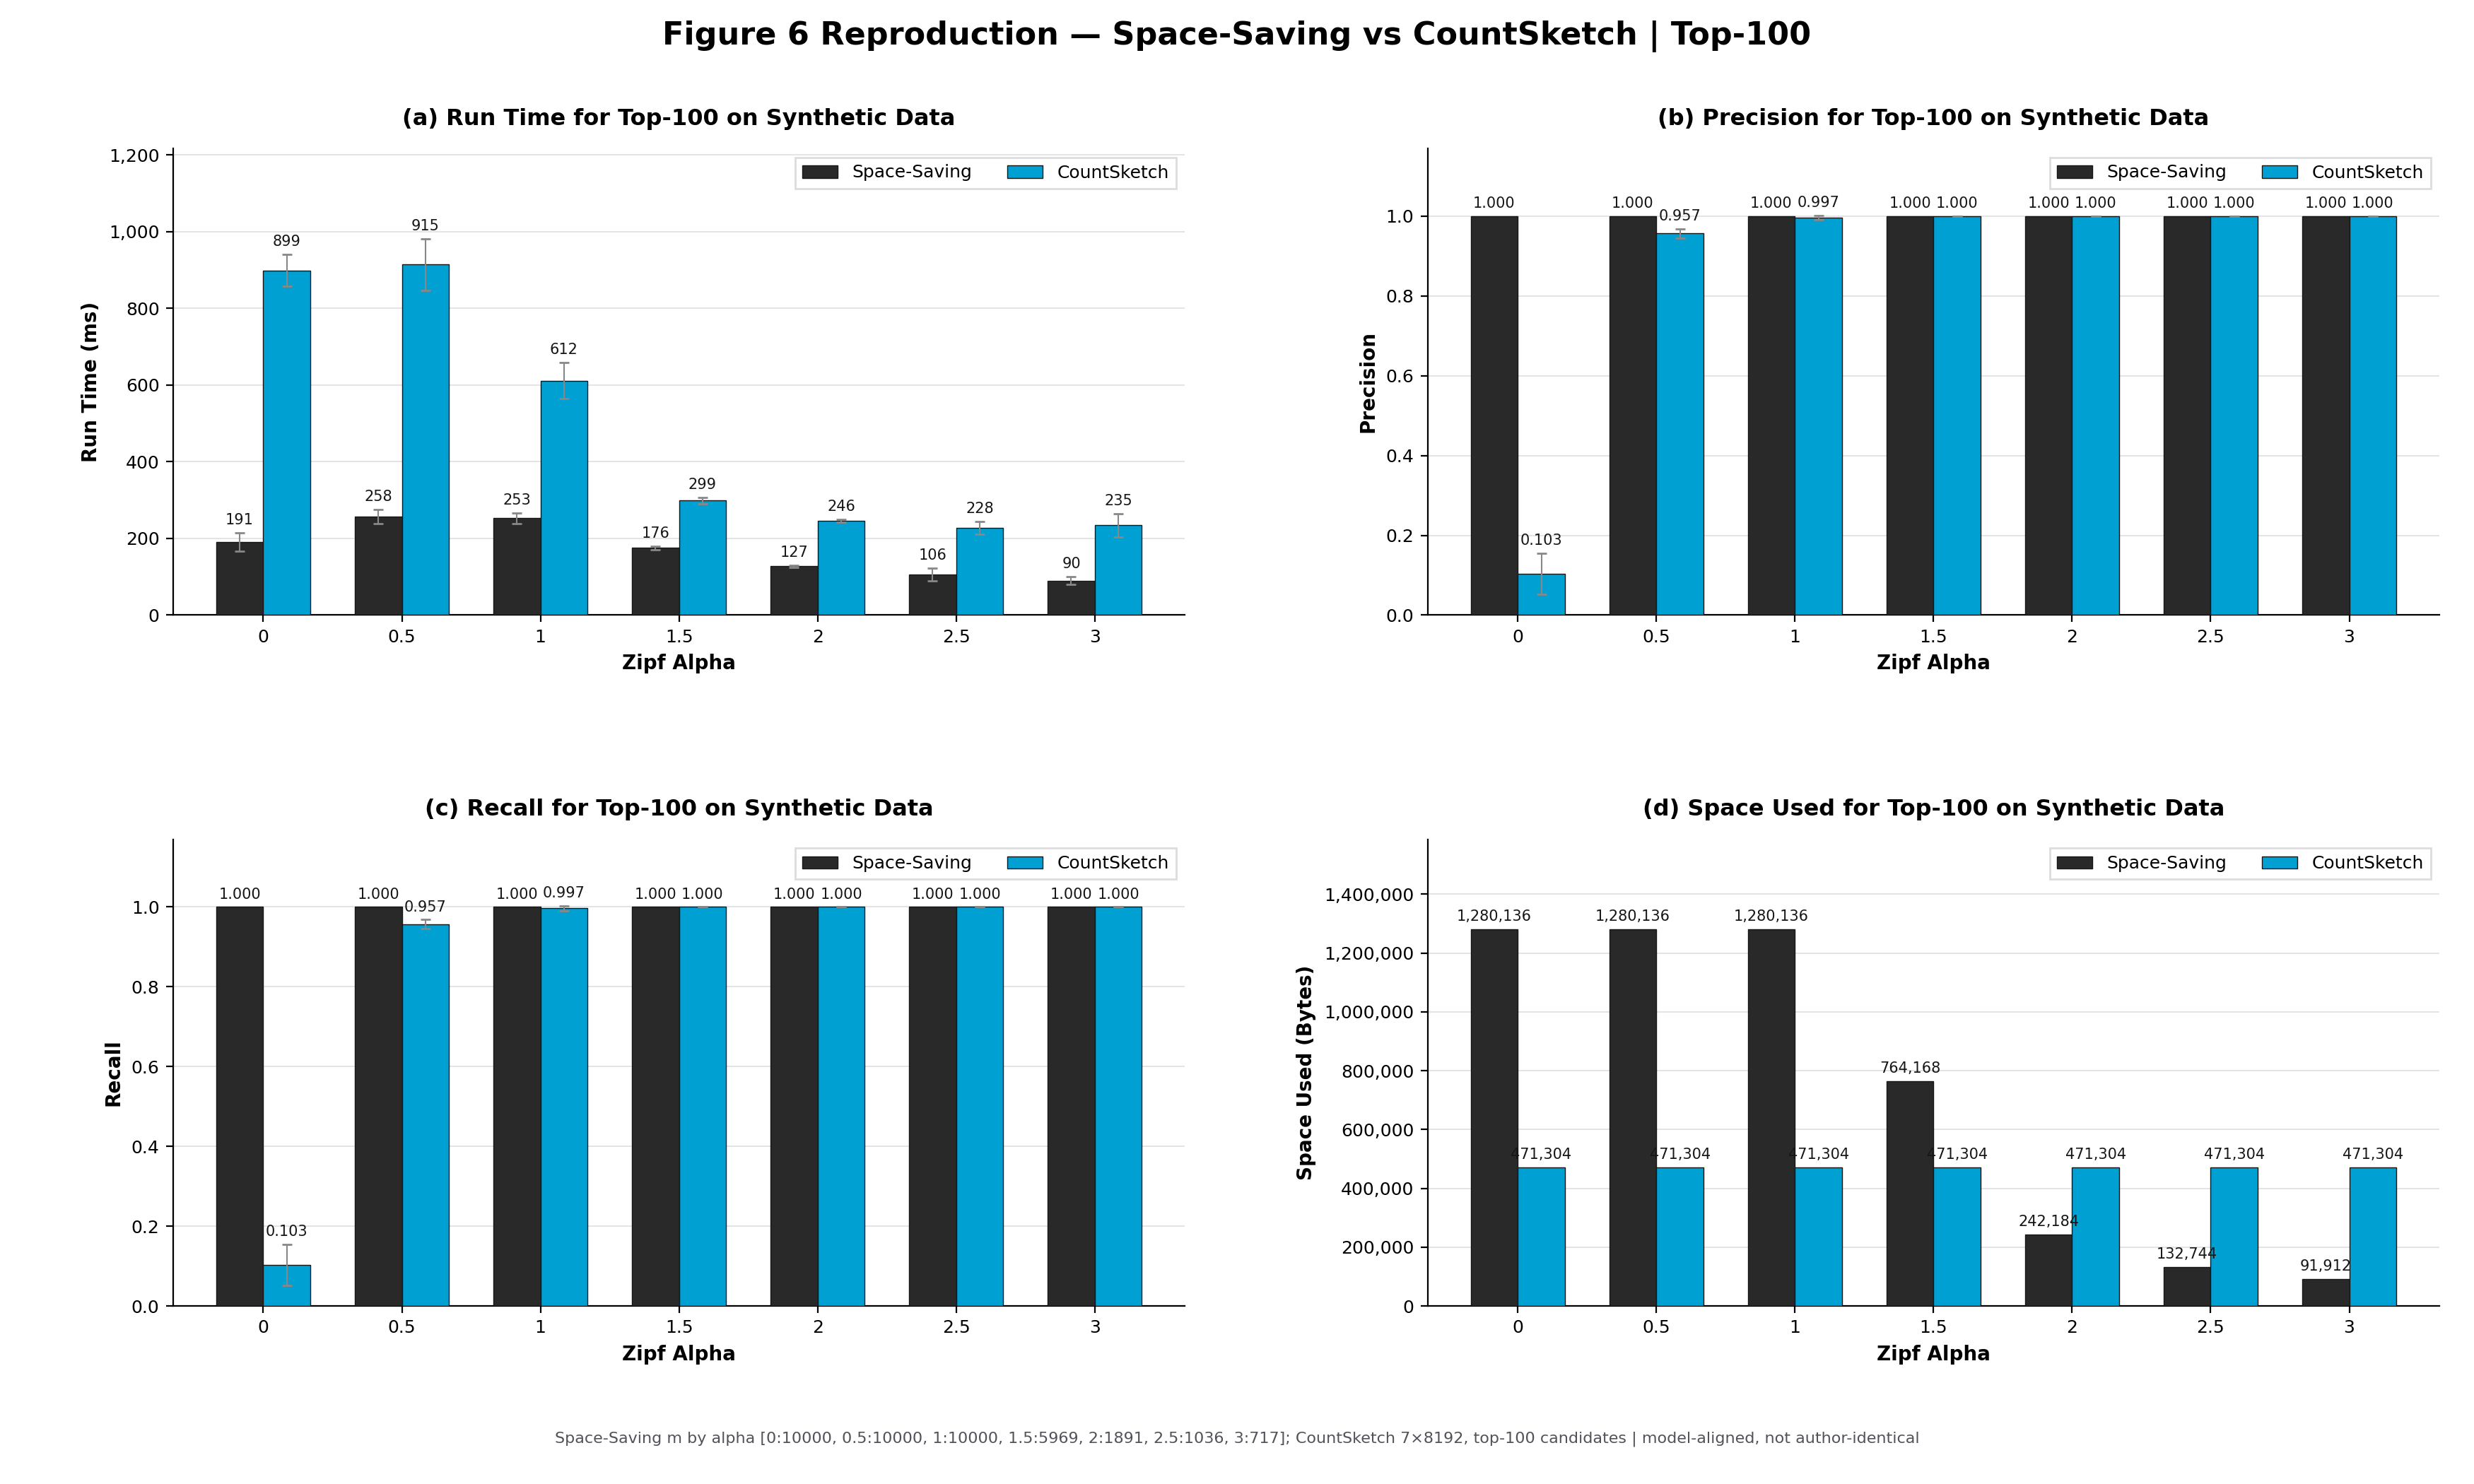 Figure 6 Reproduction — Space-Saving vs CountSketch | Top-100
(a) Run Time for Top-100 on Synthetic Data
Run Time (ms)
1,200
1,000
800
600
400
200
0
Space-Saving CountSketch
191 899 258 915 253 612 176 299 127 246 106 228 90 235
0 0.5 1 1.5 2 2.5 3
Zipf Alpha
(b) Precision for Top-100 on Synthetic Data
Precision
1.0
0.8
0.6
0.4
0.2
0.0
Space-Saving CountSketch
1.000 0.103 1.000 0.957 1.000 0.997 1.000 1.000 1.000 1.000 1.000 1.000 1.000 1.000
0 0.5 1 1.5 2 2.5 3
Zipf Alpha
(c) Recall for Top-100 on Synthetic Data
Recall
1.0
0.8
0.6
0.4
0.2
0.0
Space-Saving CountSketch
1.000 0.103 1.000 0.957 1.000 0.997 1.000 1.000 1.000 1.000 1.000 1.000 1.000 1.000
0 0.5 1 1.5 2 2.5 3
Zipf Alpha
(d) Space Used for Top-100 on Synthetic Data
Space Used (Bytes)
1,400,000
1,200,000
1,000,000
800,000
600,000
400,000
200,000
0
Space-Saving CountSketch
1,280,136 471,304 1,280,136 471,304 1,280,136 471,304 764,168 471,304 242,184 471,304 132,744 471,304 91,912 471,304
0 0.5 1 1.5 2 2.5 3
Zipf Alpha
Space-Saving m by alpha [0:10000, 0.5:10000, 1:10000, 1.5:5969, 2:1891, 2.5:1036, 3:717]; CountSketch 7×8192, top-100 candidates | model-aligned, not author-identical